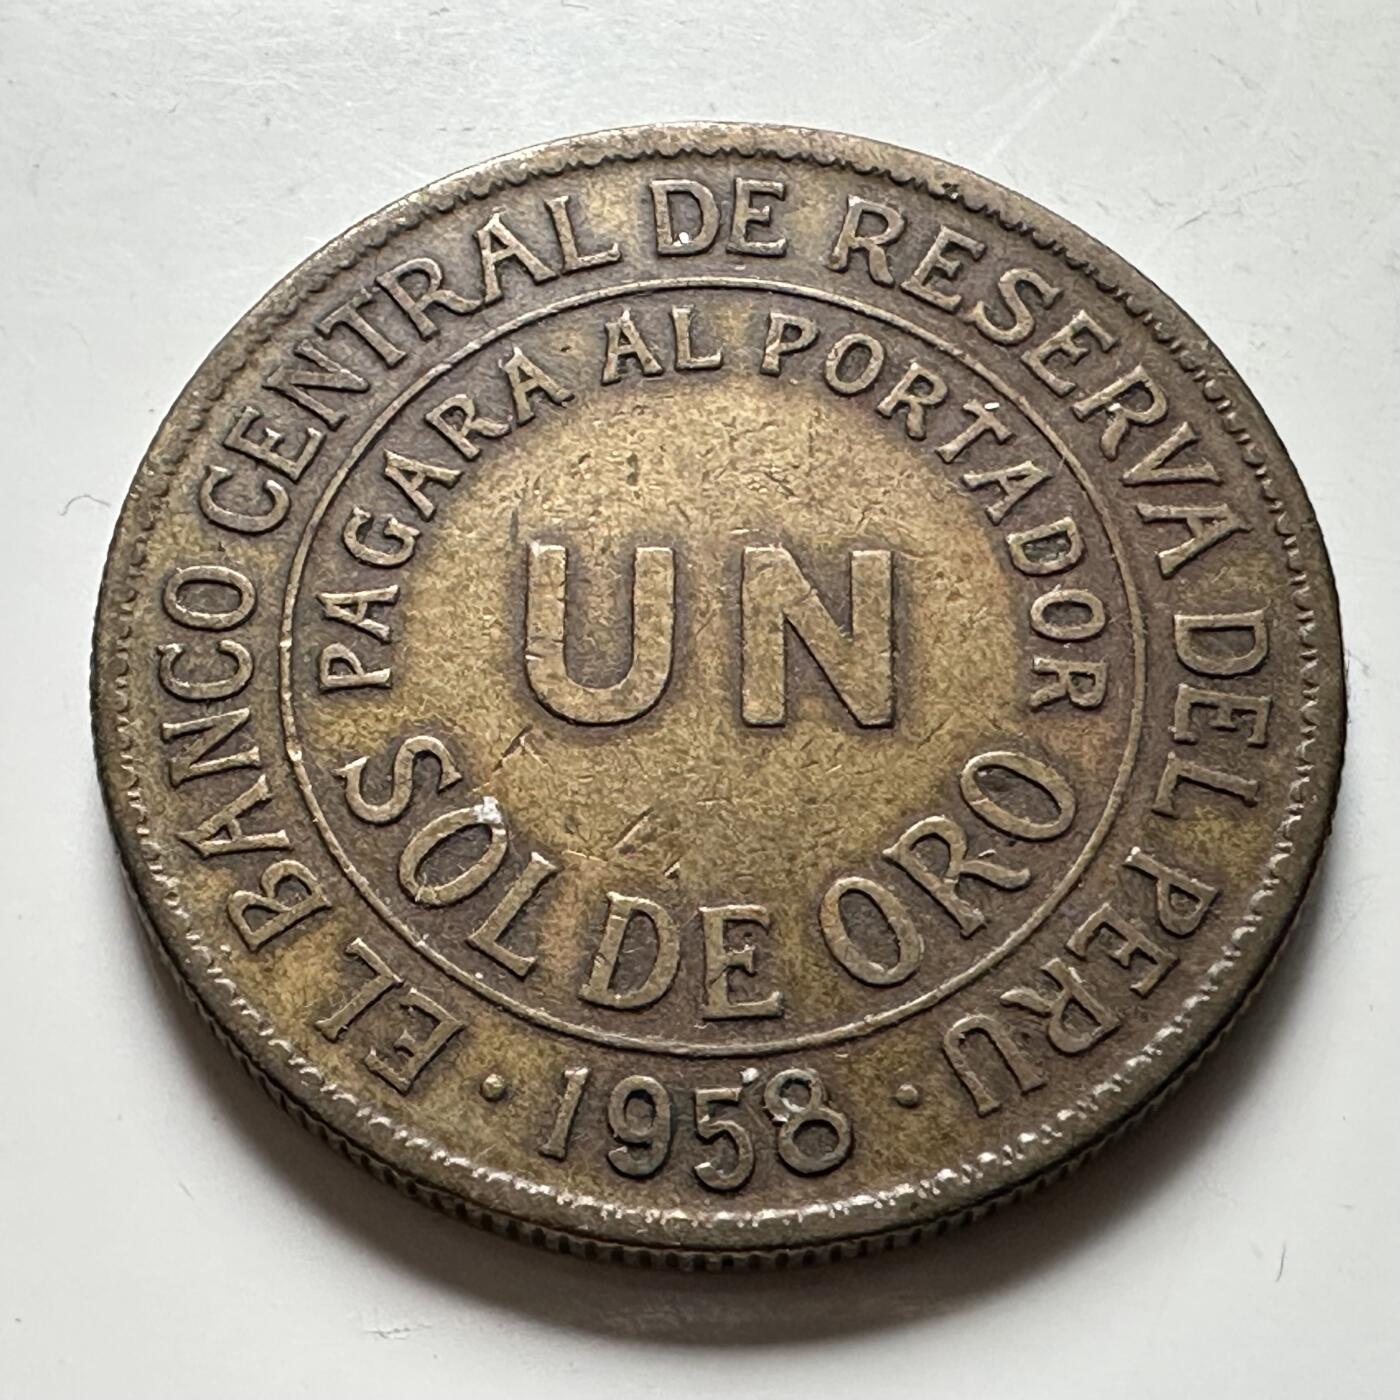 EL BANCO CENTRAL DE RESERVA DEL PERU
PAGARA AL PORTADOR
UN
SOL DE ORO
· 1958 ·